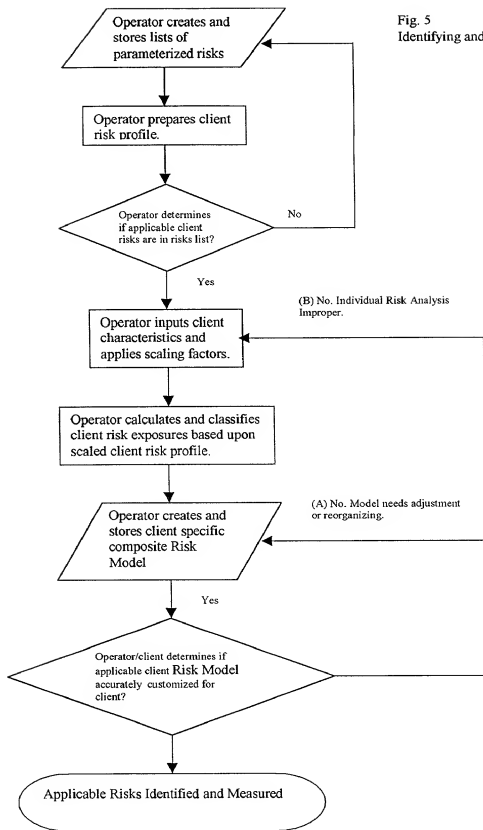 Fig. 5
Identifying and
Operator creates and
stores lists of
parameterized risks
Operator prepares client
risk profile.
Operator determines
if applicable client
risks are in risks list?
No
Yes
(B) No. Individual Risk Analysis
Improper.
Operator inputs client
characteristics and
applies scaling factors.
Operator calculates and classifies
client risk exposures based upon
scaled client risk profile.
(A) No. Model needs adjustment
or reorganizing.
Operator creates and
stores client specific
composite Risk
Model
Yes
Operator/client determines if
applicable client Risk Model
accurately customized for
client?
Applicable Risks Identified and Measured